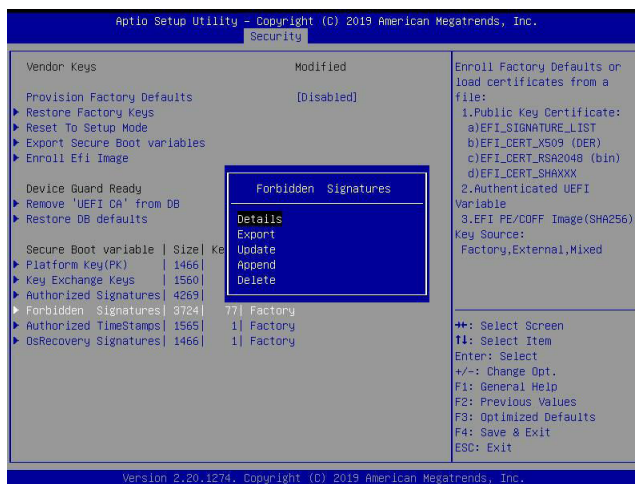 Aptio Setup Utility – Copyright (C) 2019 American Megatrends, Inc.
Security
Vendor Keys Modified
Provision Factory Defaults [Disabled]
Restore Factory Keys
Reset To Setup Mode
Export Secure Boot variables
Enroll Efi Image
Device Guard Ready
Remove 'UEFI CA' from DB
Restore DB defaults
Secure Boot variable | Size| Ke
Platform Key(PK) | 1466|
Key Exchange Keys | 1560|
Authorized Signatures| 4269|
Forbidden Signatures| 3724| 77| Factory
Authorized TimeStamps| 1565| 1| Factory
OsRecovery Signatures| 1466| 1| Factory
Forbidden Signatures
Details
Export
Update
Append
Delete
Enroll Factory Defaults or
load certificates from a
file:
1.Public Key Certificate:
a)EFI_SIGNATURE_LIST
b)EFI_CERT_X509 (DER)
c)EFI_CERT_RSA2048 (bin)
d)EFI_CERT_SHAXXX
2.Authenticated UEFI
Variable
3.EFI PE/COFF Image(SHA256)
Key Source:
Factory,External,Mixed
→←: Select Screen
↑↓: Select Item
Enter: Select
+/-: Change Opt.
F1: General Help
F2: Previous Values
F3: Optimized Defaults
F4: Save & Exit
ESC: Exit
Version 2.20.1274. Copyright (C) 2019 American Megatrends, Inc.